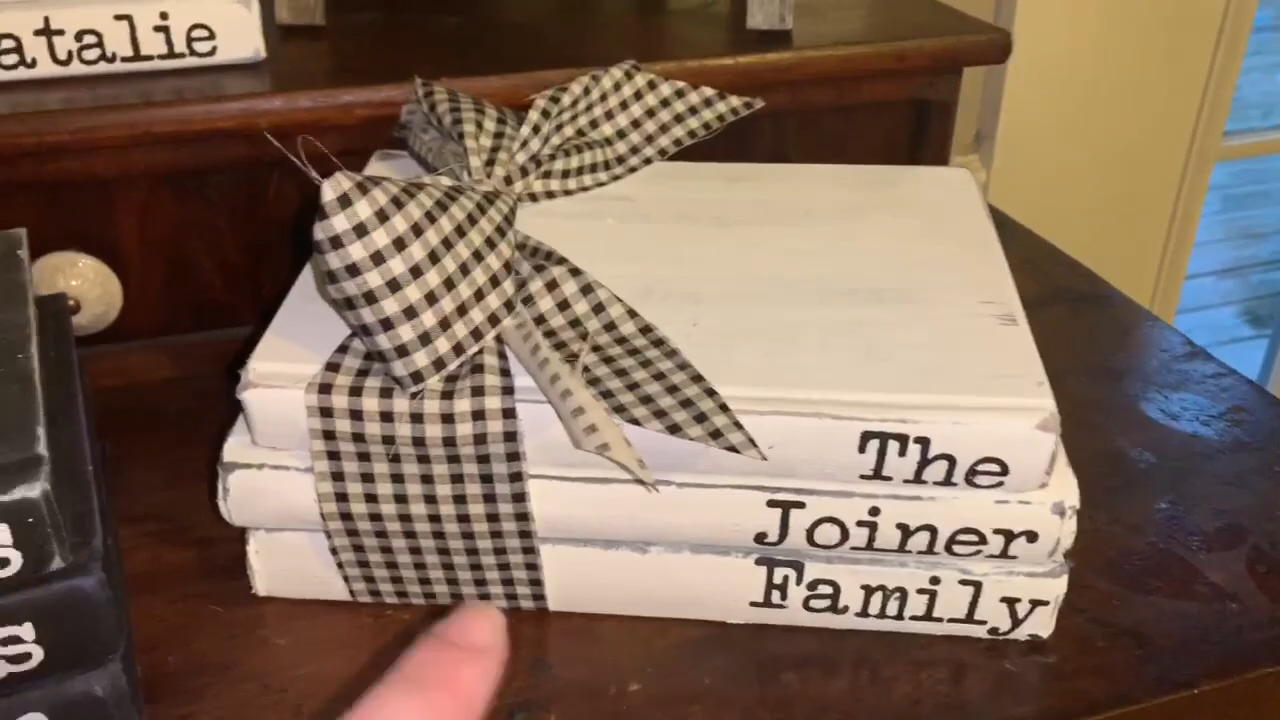 atalie
The
Joiner
Family
s
s